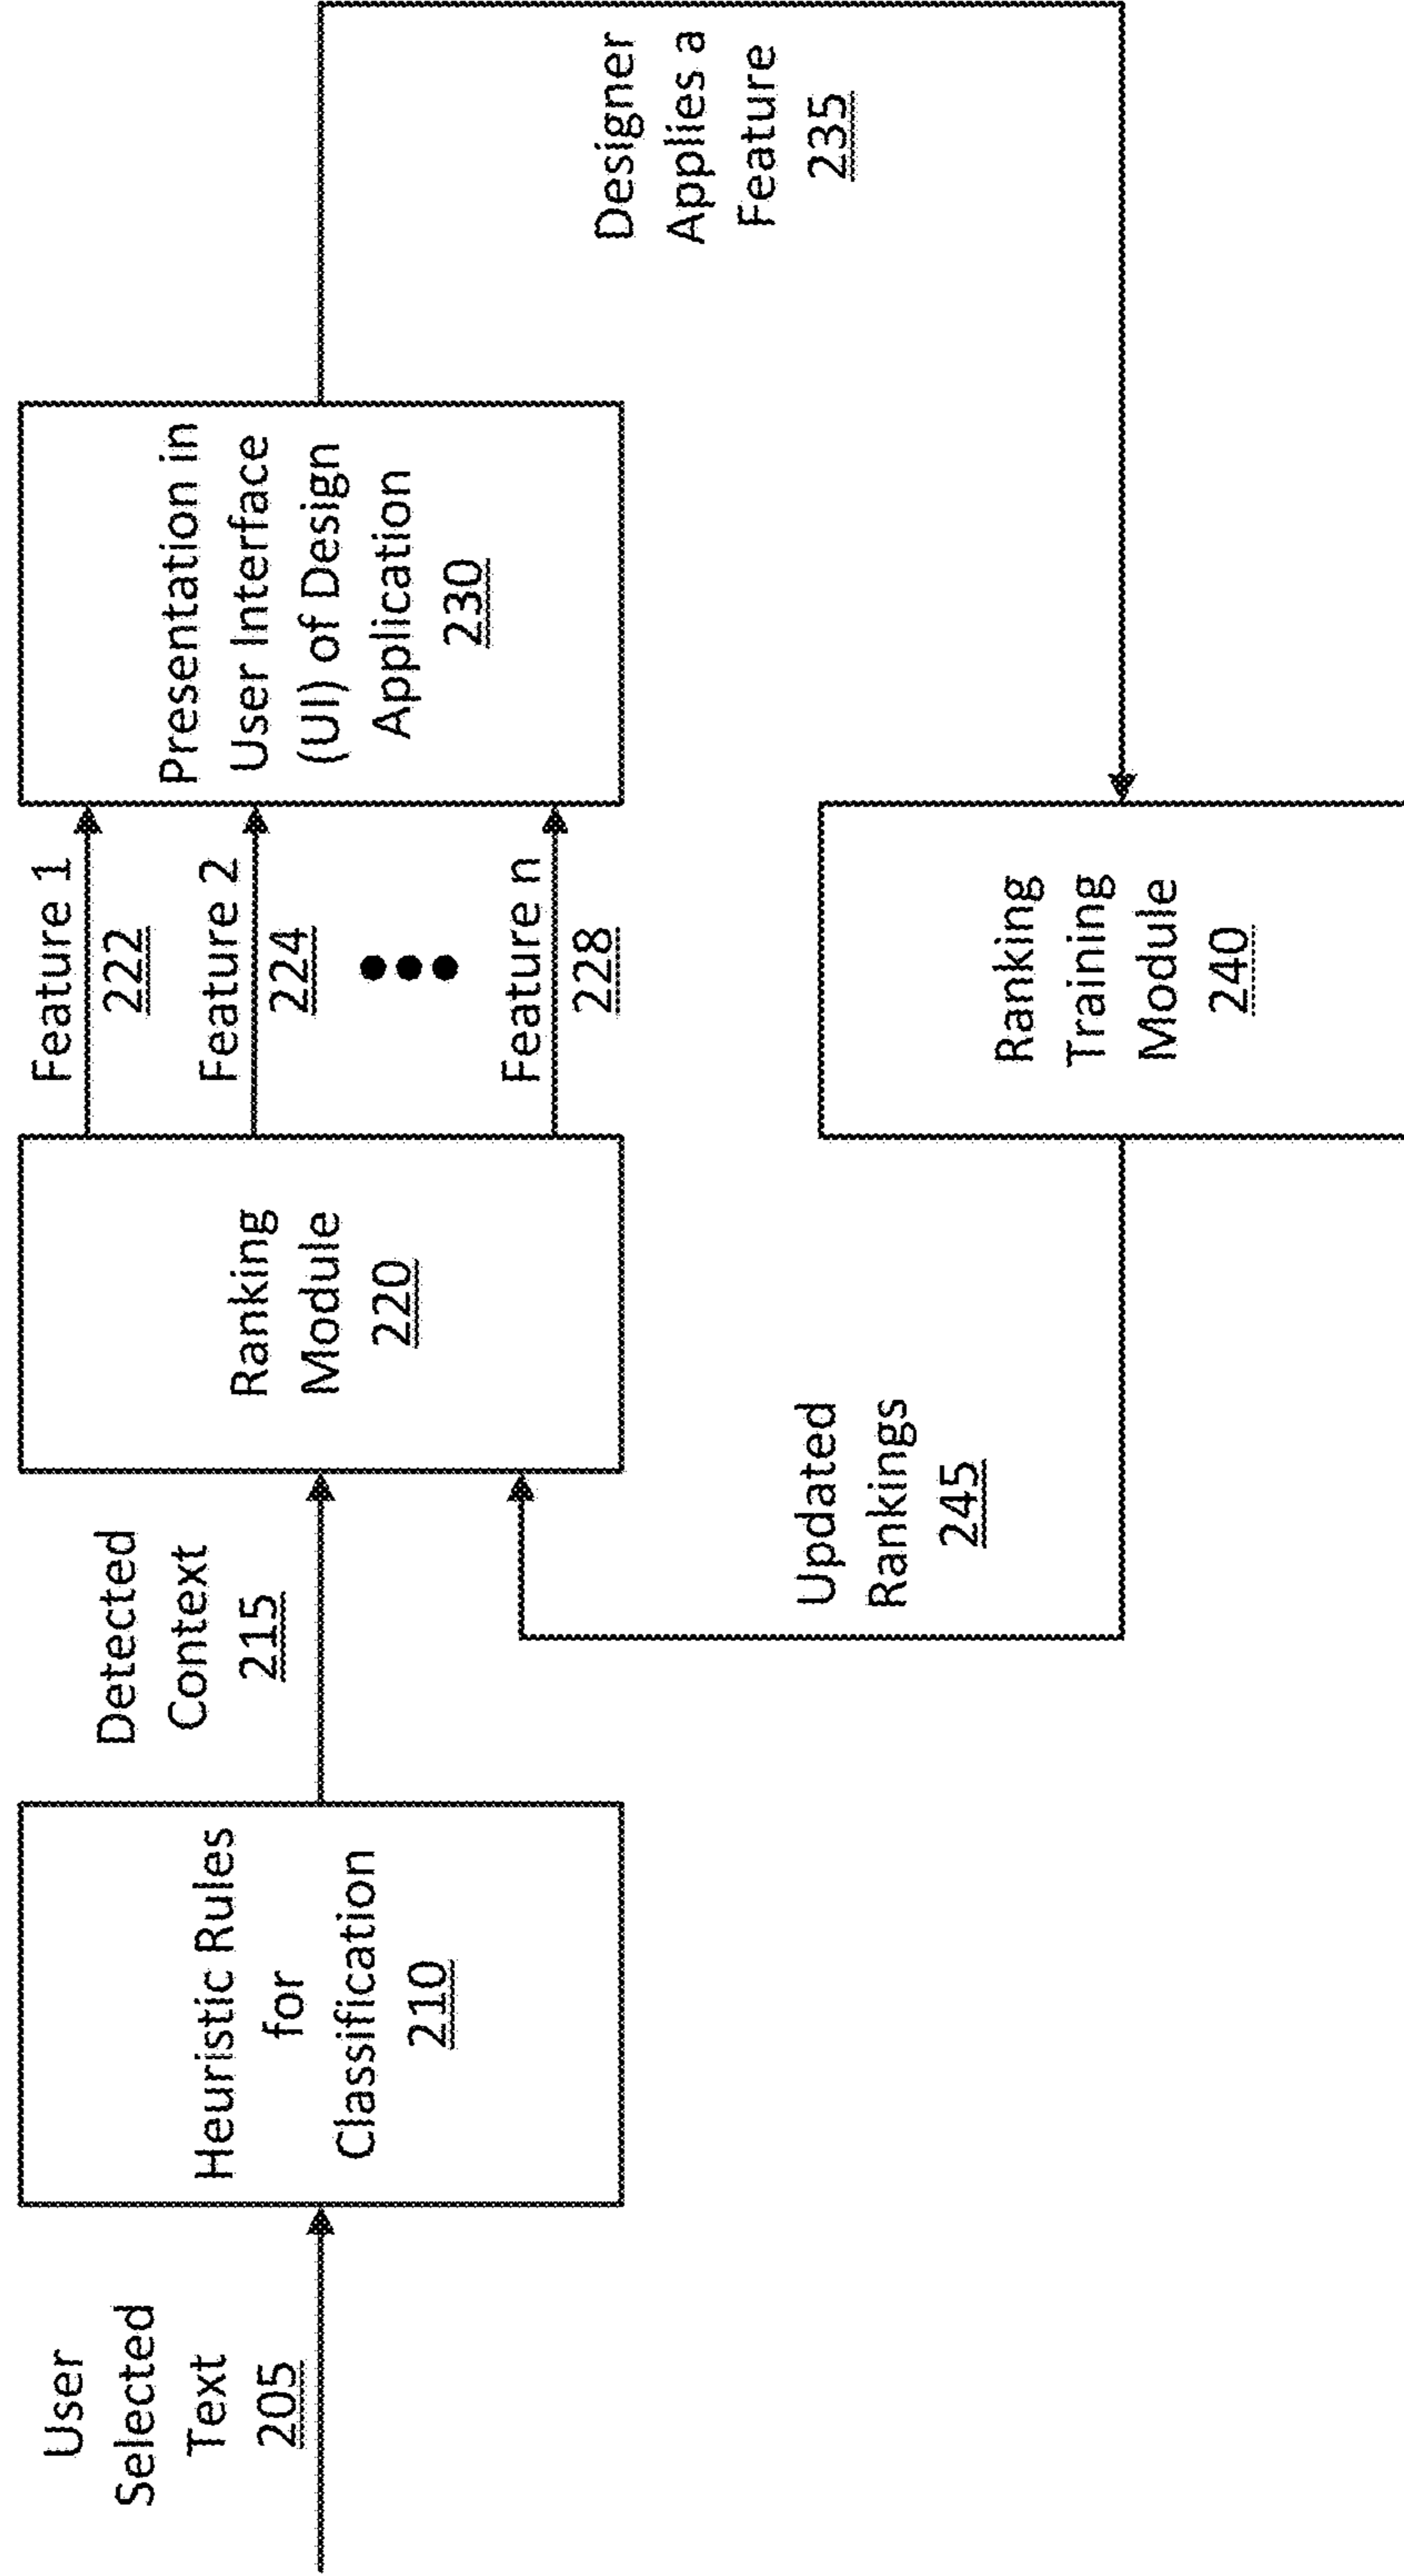 User
Selected
Text
205
Heuristic Rules
for
Classification
210
Detected
Context
215
Ranking
Module
220
Feature 1
222
Feature 2
224
Feature n
228
Presentation in
User Interface
(UI) of Design
Application
230
Designer
Applies a
Feature
235
Ranking
Training
Module
240
Updated
Rankings
245